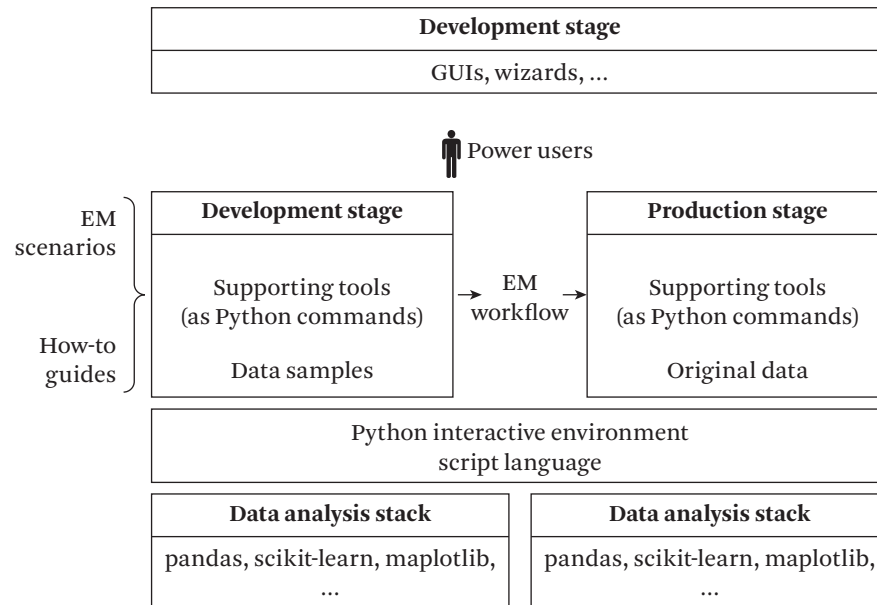 Development stage
GUIs, wizards, ...
Power users
EM
scenarios
How-to
guides
Development stage
Supporting tools
(as Python commands)
Data samples
EM
workflow
Production stage
Supporting tools
(as Python commands)
Original data
Python interactive environment
script language
Data analysis stack
pandas, scikit-learn, maplotlib,
...
Data analysis stack
pandas, scikit-learn, maplotlib,
...